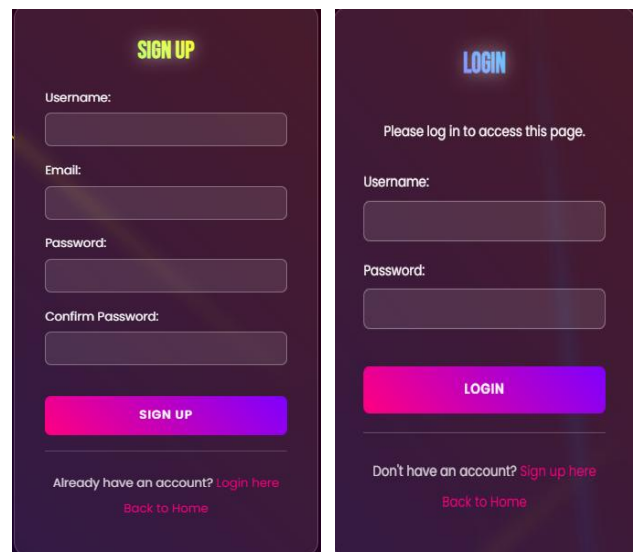 SIGN UP
Username:
Email:
Password:
Confirm Password:
SIGN UP
Already have an account? Login here
Back to Home
LOGIN
Please log in to access this page.
Username:
Password:
LOGIN
Don't have an account? Sign up here
Back to Home